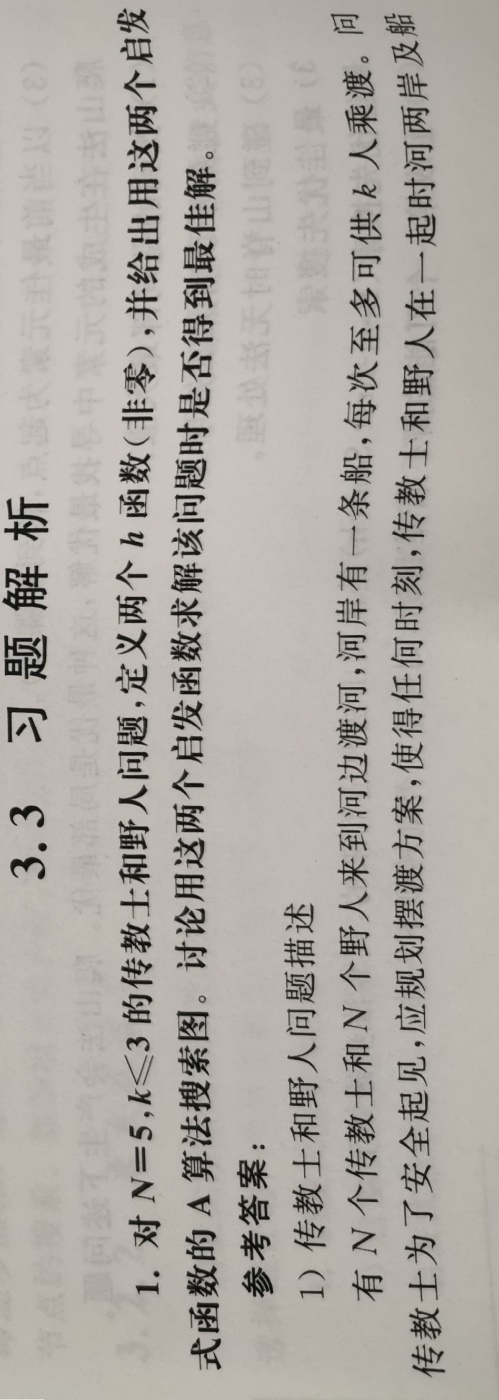 3.3 习题解析
1. 对 N=5,k≤3 的传教士和野人问题,定义两个 h 函数(非零),并给出用这两个启发
式函数的 A 算法搜索图。讨论用这两个启发函数求解该问题时是否得到最佳解。
参考答案:
1) 传教士和野人问题描述
有 N 个传教士和 N 个野人来到河边渡河,河岸有一条船,每次至多可供 k 人乘渡。问
传教士为了安全起见,应规划摆渡方案,使得任何时刻,传教士和野人在一起时河两岸及船